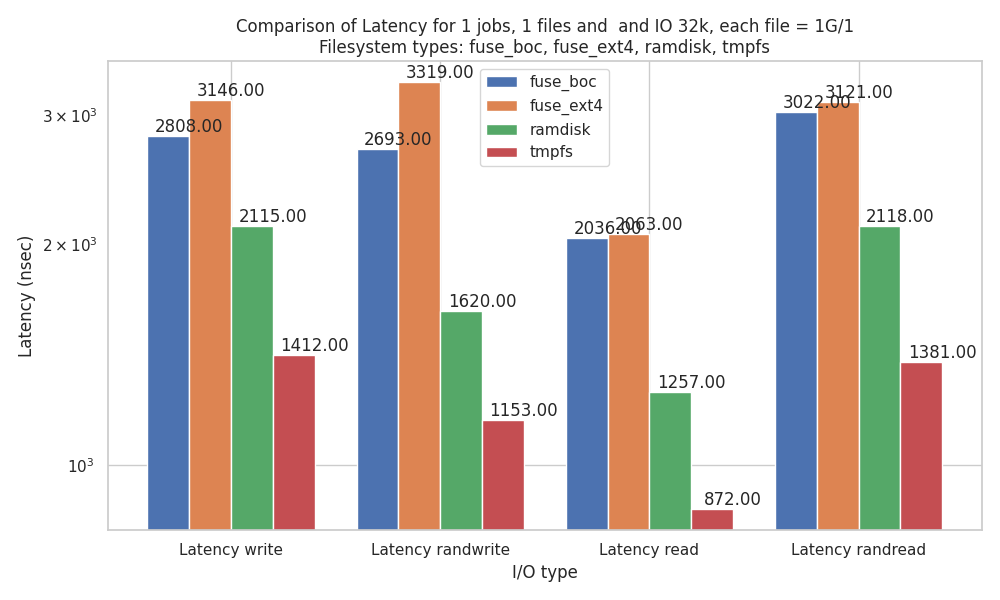 Comparison of Latency for 1 jobs, 1 files and  and IO 32k, each file = 1G/1
Filesystem types: fuse_boc, fuse_ext4, ramdisk, tmpfs
fuse_boc
fuse_ext4
ramdisk
tmpfs
Latency (nsec)
3 × 10³
2 × 10³
10³
2808.00
3146.00
2115.00
1412.00
2693.00
3319.00
1620.00
1153.00
2036.00
2063.00
1257.00
872.00
3022.00
3121.00
2118.00
1381.00
Latency write
Latency randwrite
Latency read
Latency randread
I/O type